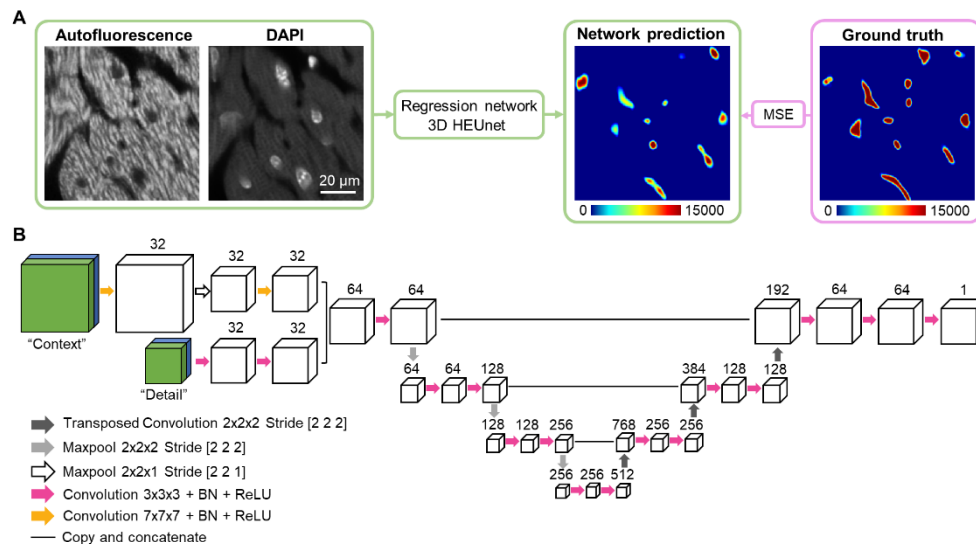 A
Autofluorescence
DAPI
20 µm
Regression network
3D HEUnet
Network prediction
0 15000
MSE
Ground truth
0 15000
B
32
32
32
64
64
192
64
64
1
"Context"
32
32
"Detail"
64
64
128
384
128
128
128
128
256
768
256
256
256
256
512
Transposed Convolution 2x2x2 Stride [2 2 2]
Maxpool 2x2x2 Stride [2 2 2]
Maxpool 2x2x1 Stride [2 2 1]
Convolution 3x3x3 + BN + ReLU
Convolution 7x7x7 + BN + ReLU
Copy and concatenate